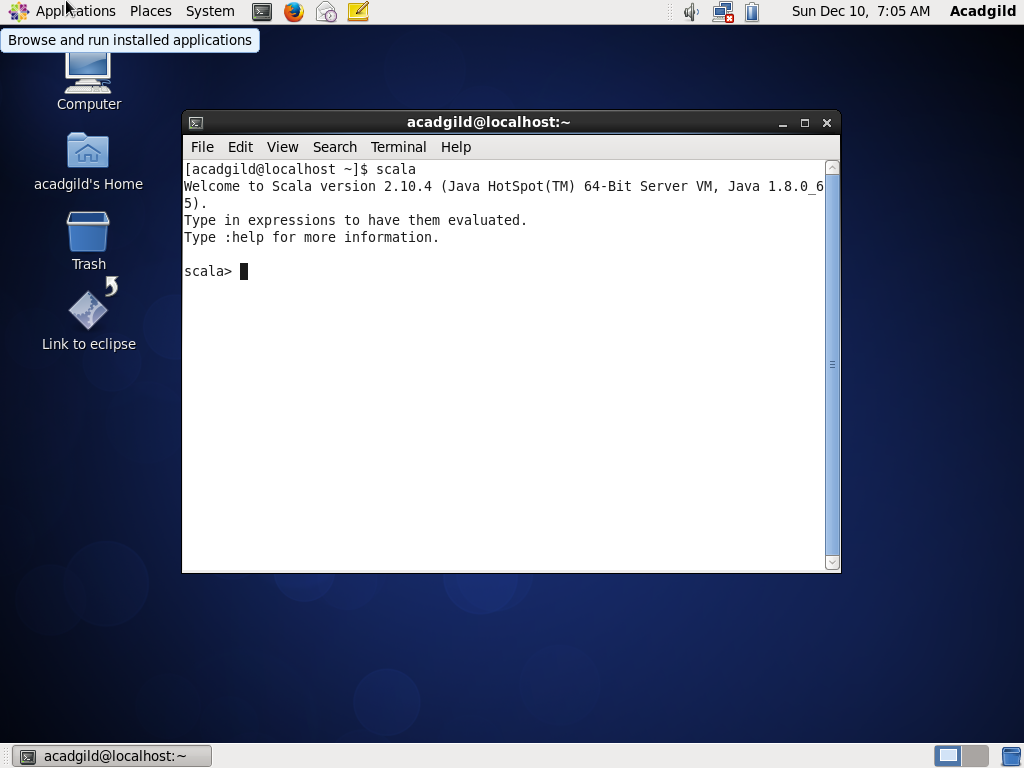 Applications Places System Sun Dec 10, 7:05 AM Acadgild
Browse and run installed applications
Computer
acadgild's Home
Trash
Link to eclipse
acadgild@localhost:~
File Edit View Search Terminal Help
[acadgild@localhost ~]$ scala
Welcome to Scala version 2.10.4 (Java HotSpot(TM) 64-Bit Server VM, Java 1.8.0_6
5).
Type in expressions to have them evaluated.
Type :help for more information.
scala>
acadgild@localhost:~